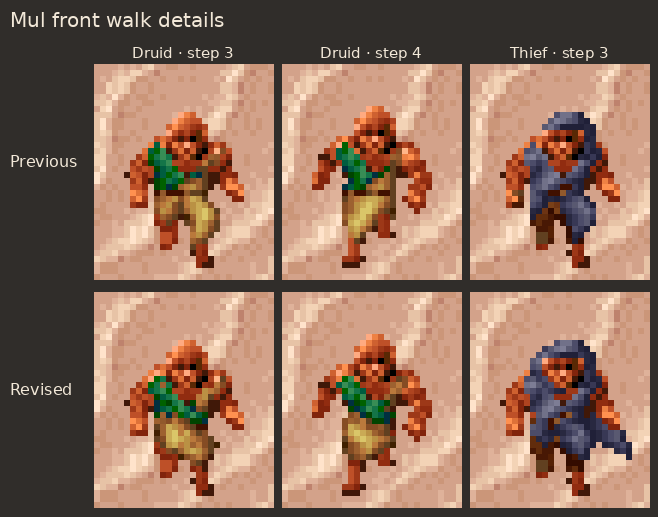 Mul front walk details
Druid · step 3
Druid · step 4
Thief · step 3
Previous
Revised